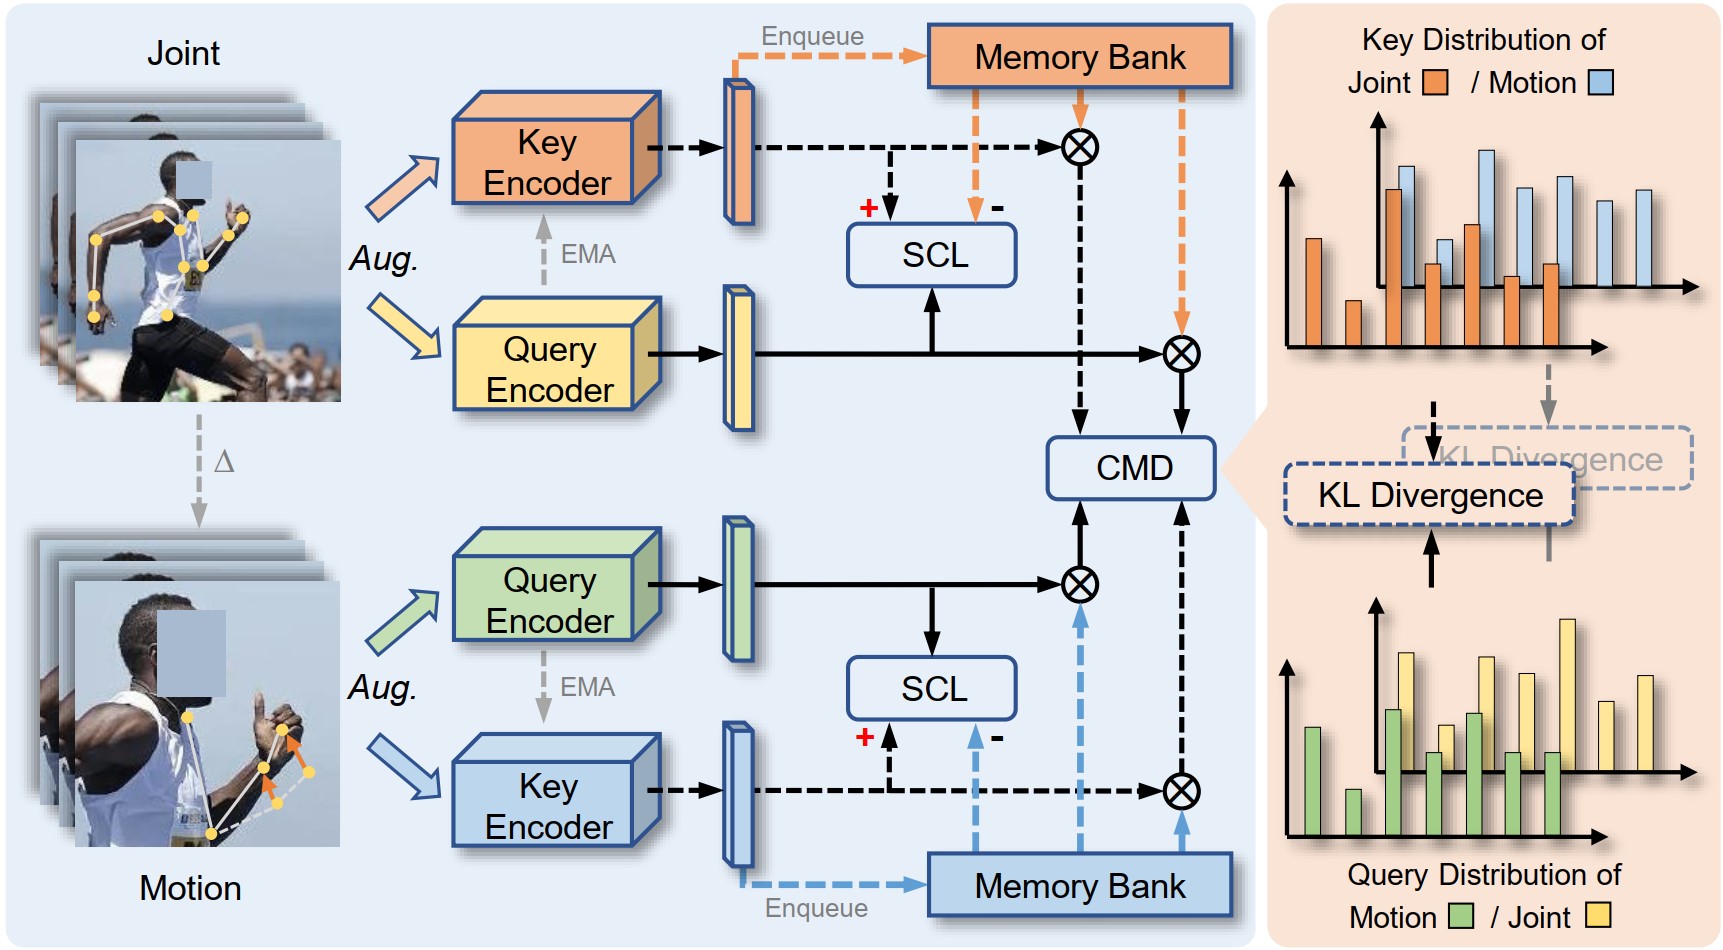 Joint
Aug.
Δ
Aug.
Motion
Key
Encoder
EMA
Query
Encoder
Query
Encoder
EMA
Key
Encoder
Enqueue
Memory Bank
+
-
SCL
CMD
SCL
+
-
Memory Bank
Enqueue
Key Distribution of
Joint / Motion
KL Divergence
KL Divergence
Query Distribution of
Motion / Joint